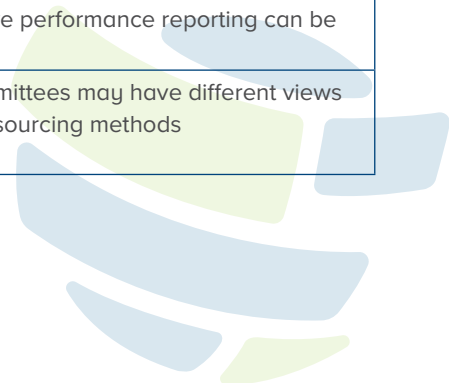 e performance reporting can be
mittees may have different views
sourcing methods